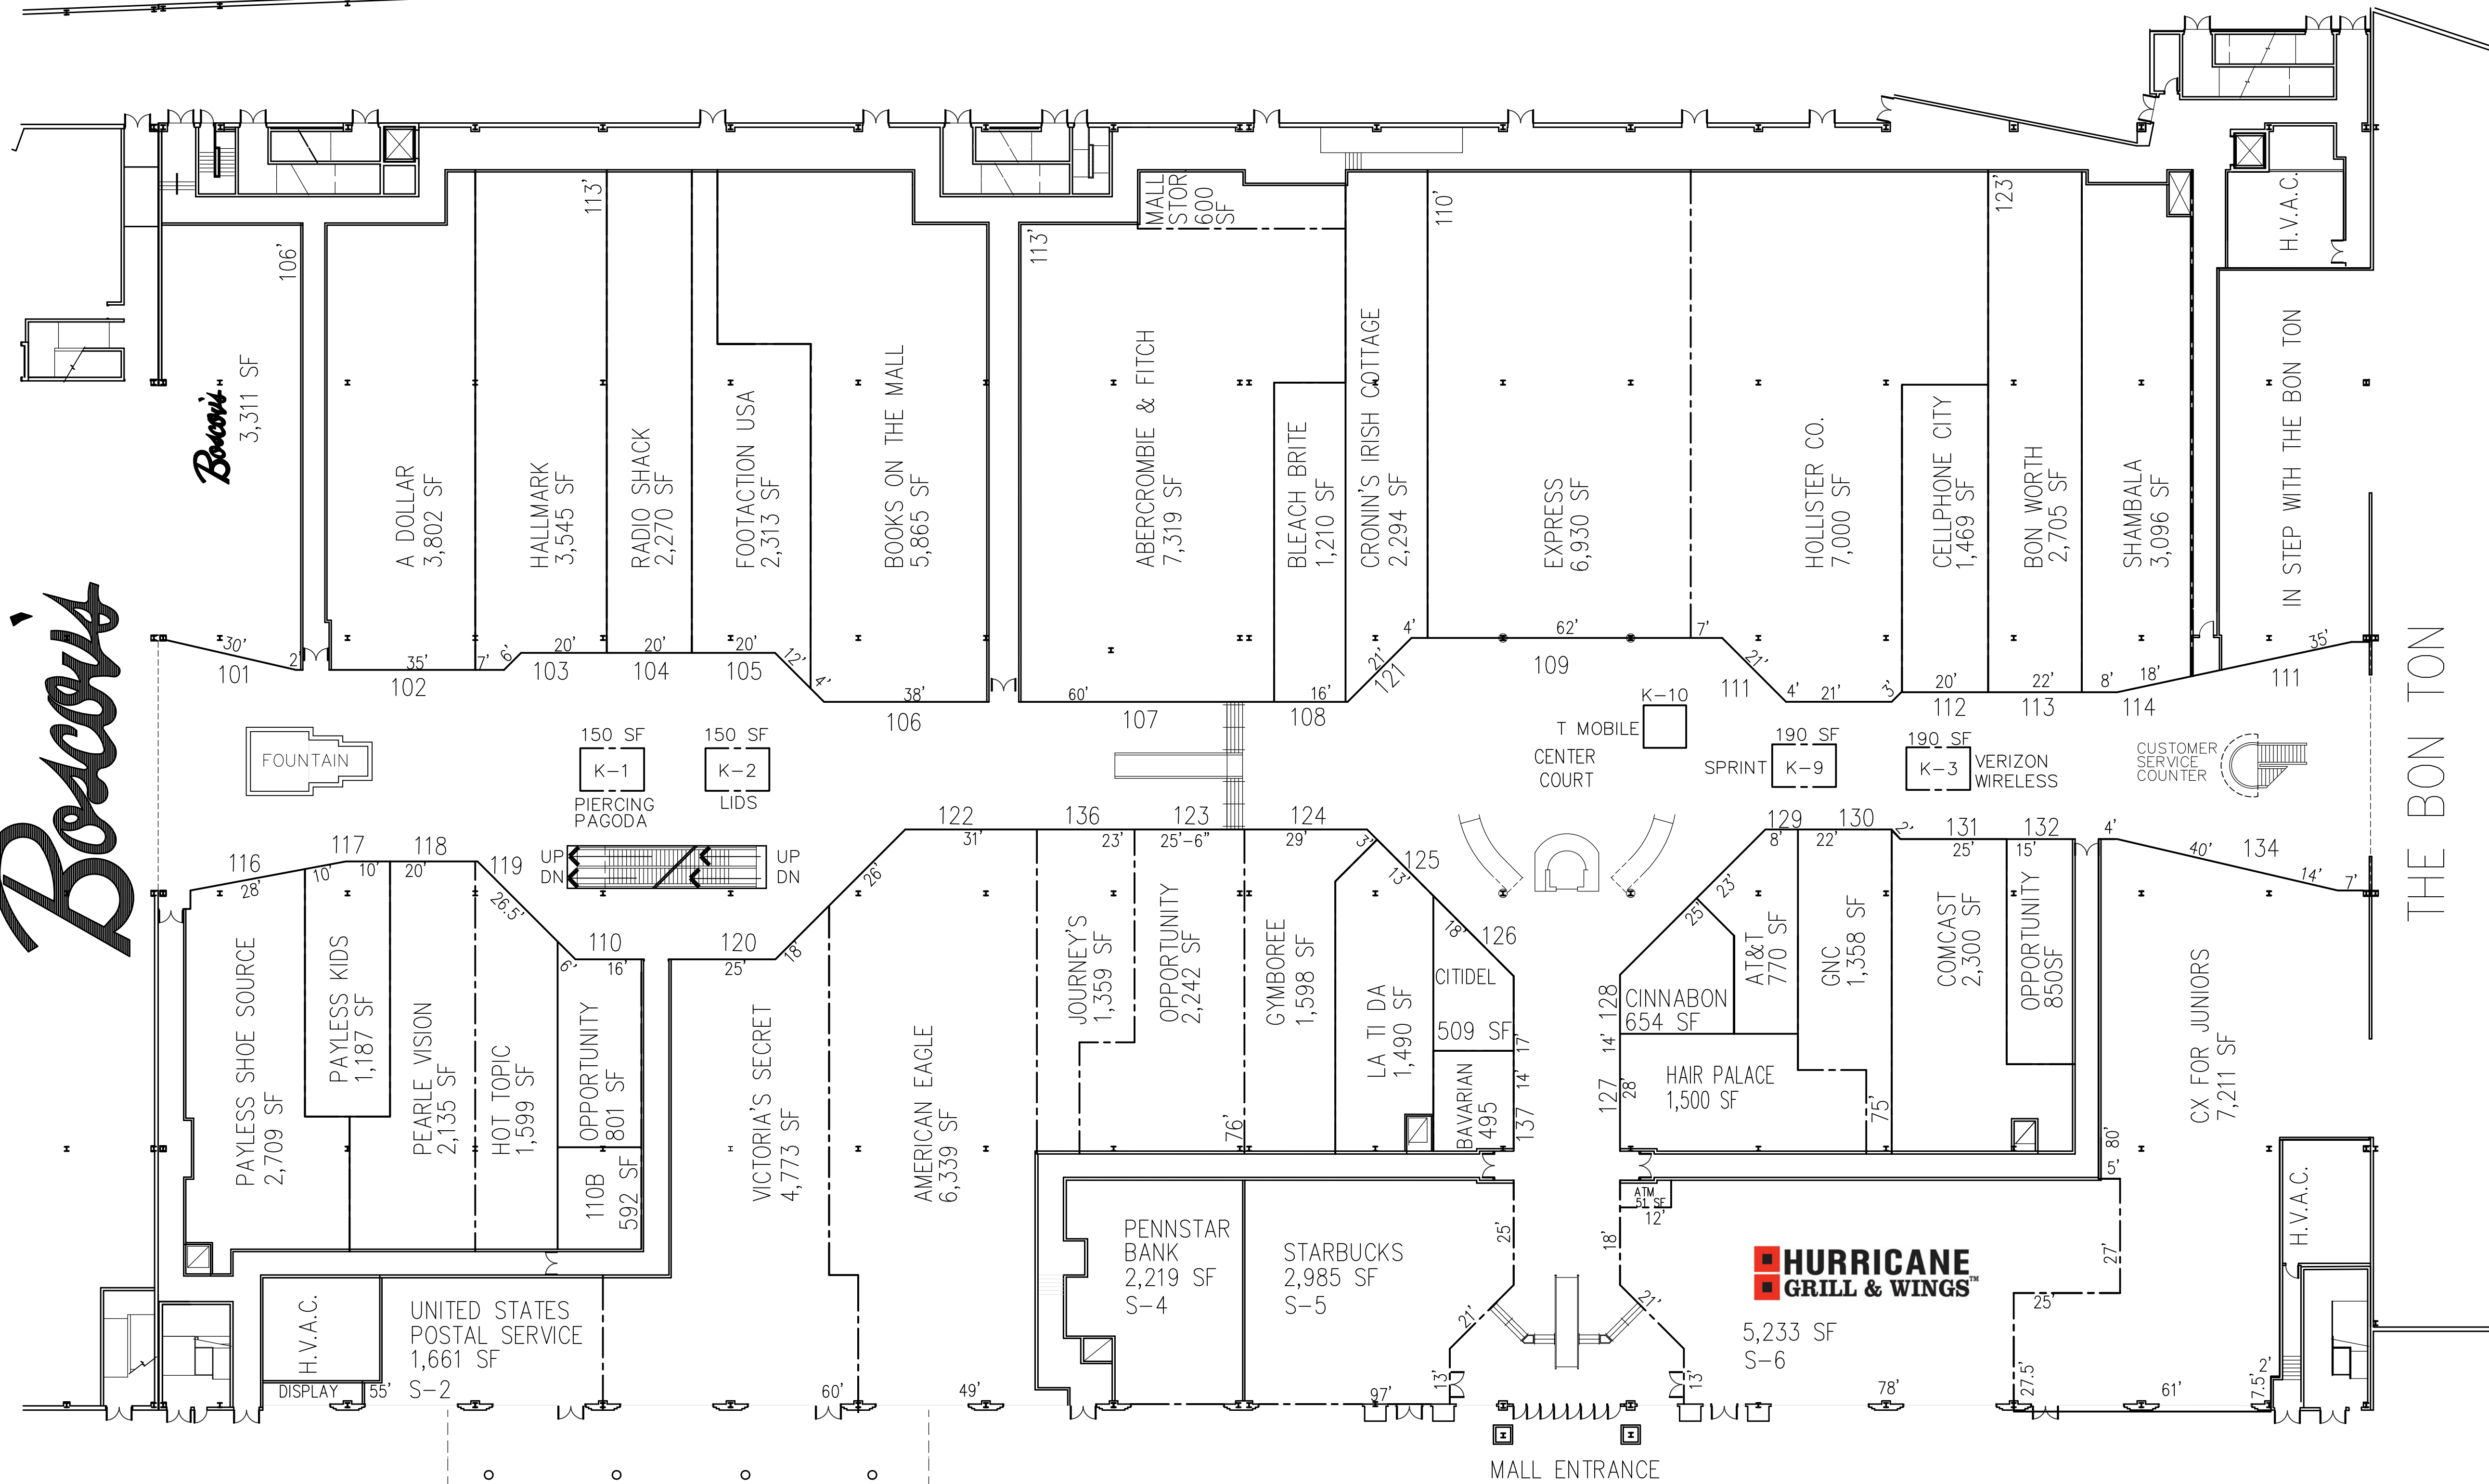 MALL
STOR.
600
SF
113'
110'
123'
H.V.A.C.
106'
113'
Boscov's
3,311 SF
A DOLLAR
3,802 SF
HALLMARK
3,545 SF
RADIO SHACK
2,270 SF
FOOTACTION USA
2,313 SF
BOOKS ON THE MALL
5,865 SF
ABERCROMBIE & FITCH
7,319 SF
BLEACH BRITE
1,210 SF
CRONIN'S IRISH COTTAGE
2,294 SF
EXPRESS
6,930 SF
HOLLISTER CO.
7,000 SF
CELLPHONE CITY
1,469 SF
BON WORTH
2,705 SF
SHAMBALA
3,096 SF
IN STEP WITH THE BON TON
Boscov's
THE BON TON
30'
2'
35'
7'
6'
20'
20'
20'
12'
4'
38'
60'
16'
21'
4'
62'
7'
21'
4'
21'
3'
20'
22'
8'
18'
35'
101
102
103
104
105
106
107
108
121
109
111
112
113
114
111
FOUNTAIN
150 SF
K-1
PIERCING
PAGODA
150 SF
K-2
LIDS
K-10
T MOBILE
CENTER
COURT
190 SF
SPRINT
K-9
190 SF
K-3
VERIZON
WIRELESS
CUSTOMER
SERVICE
COUNTER
UP
DN
UP
DN
116
117
118
119
110
120
122
136
123
124
125
126
129
130
131
132
134
28'
10'
10'
20'
26.5'
6'
16'
25'
18'
26'
31'
23'
25'-6"
29'
3'
13'
18'
25'
23'
8'
22'
2'
25'
15'
4'
40'
14'
7'
PAYLESS SHOE SOURCE
2,709 SF
PAYLESS KIDS
1,187 SF
PEARLE VISION
2,135 SF
HOT TOPIC
1,599 SF
OPPORTUNITY
801 SF
110B
592 SF
VICTORIA'S SECRET
4,773 SF
AMERICAN EAGLE
6,339 SF
JOURNEY'S
1,359 SF
OPPORTUNITY
2,242 SF
76'
GYMBOREE
1,598 SF
LA TI DA
1,490 SF
CITIDEL
509 SF
17'
BAVARIAN
495
14'
137
128
14'
CINNABON
654 SF
127
28'
HAIR PALACE
1,500 SF
AT&T
770 SF
GNC
1,358 SF
75'
COMCAST
2,300 SF
OPPORTUNITY
850SF
CX FOR JUNIORS
7,211 SF
80'
5'
H.V.A.C.
H.V.A.C.
DISPLAY
55'
UNITED STATES
POSTAL SERVICE
1,661 SF
S-2
60'
49'
PENNSTAR
BANK
2,219 SF
S-4
STARBUCKS
2,985 SF
S-5
25'
21'
13'
97'
ATM
51 SF
12'
18'
21'
13'
HURRICANE
GRILL & WINGS™
5,233 SF
S-6
78'
27'
25'
27.5'
61'
2'
7.5'
MALL ENTRANCE